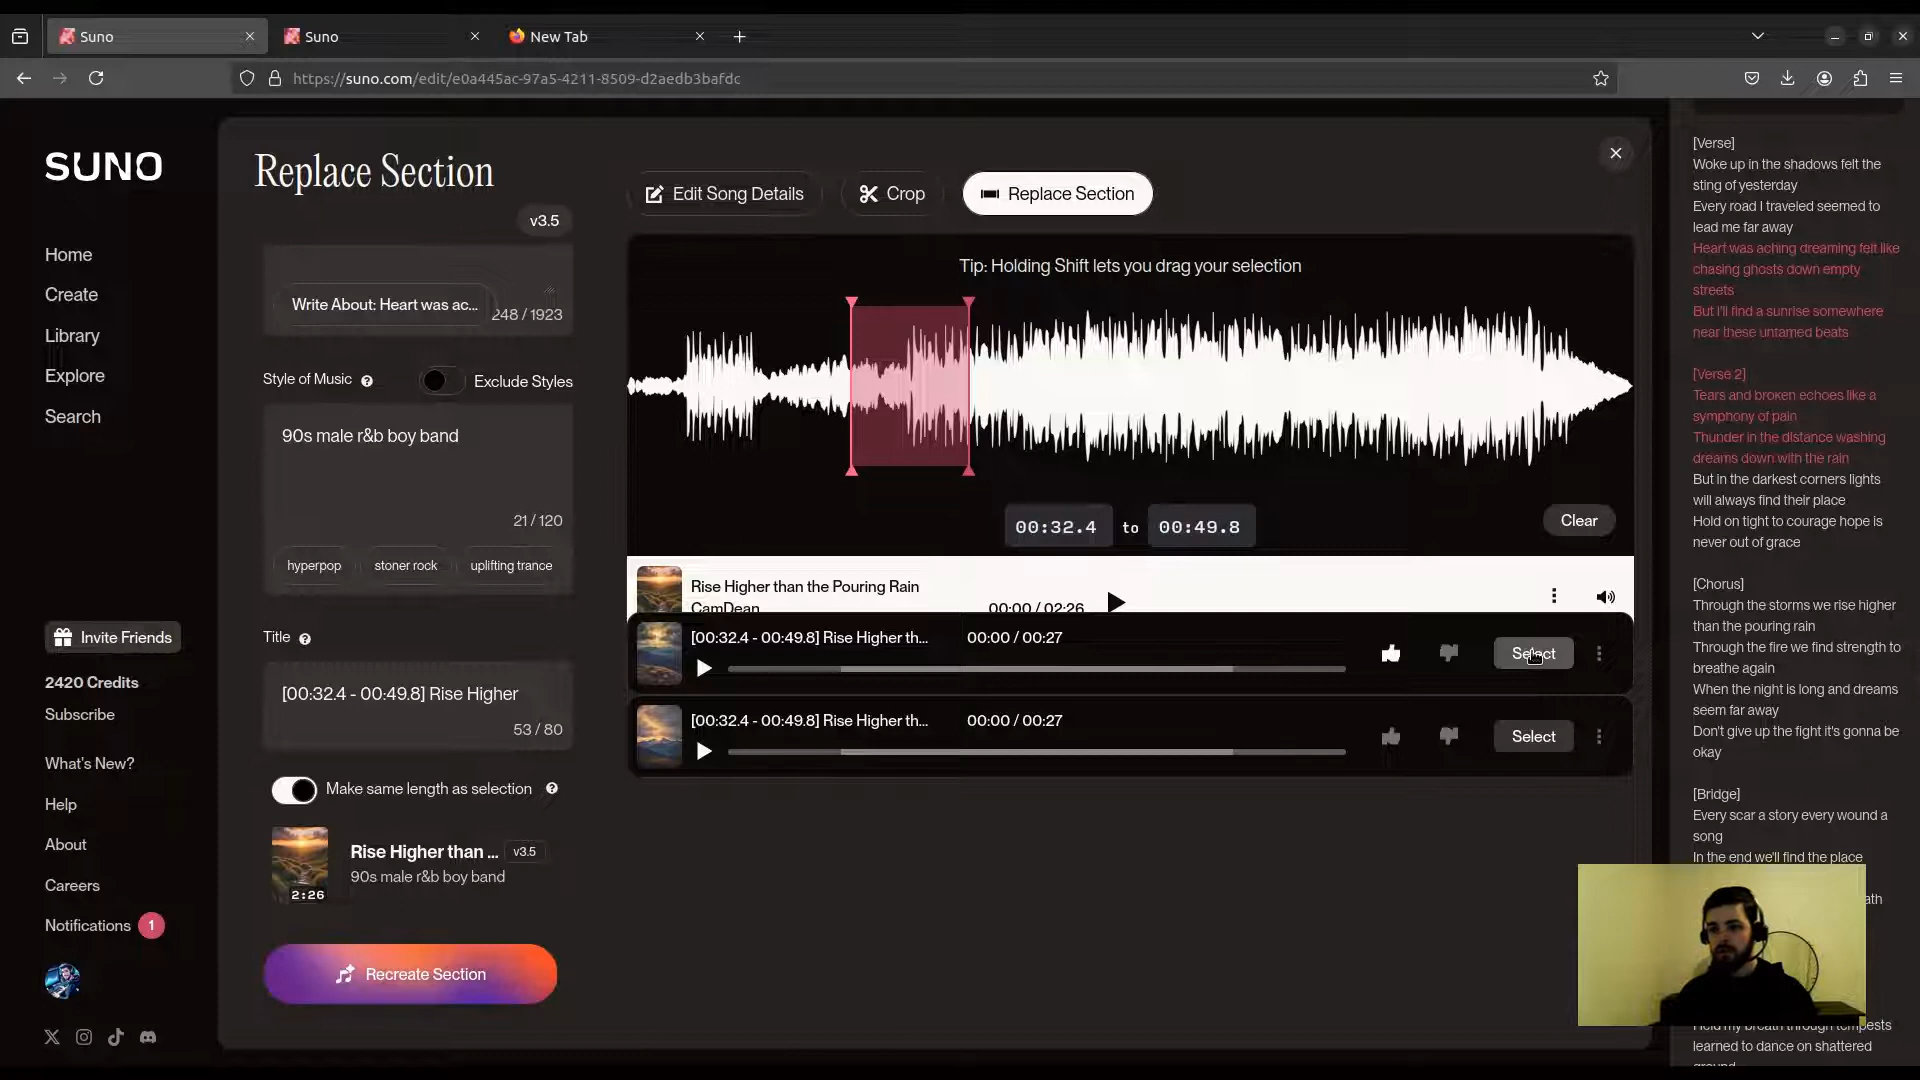 Suno
Suno
New Tab
https://suno.com/edit/e0a445ac-97a5-4211-8509-d2aedb3bafdc
SUNO
Home
Create
Library
Explore
Search
Invite Friends
2420 Credits
Subscribe
What's New?
Help
About
Careers
Notifications
1
Replace Section
v3.5
Write About: Heart was ac...
248 / 1923
Style of Music
Exclude Styles
90s male r&b boy band
21 / 120
hyperpop
stoner rock
uplifting trance
Title
[00:32.4 - 00:49.8] Rise Higher
53 / 80
Make same length as selection
Rise Higher than ...
v3.5
90s male r&b boy band
2:26
Recreate Section
Edit Song Details
Crop
Replace Section
Tip: Holding Shift lets you drag your selection
00:32.4 to 00:49.8
Clear
Rise Higher than the Pouring Rain
CamDean
00:00 / 02:26
[00:32.4 - 00:49.8] Rise Higher th...
00:00 / 00:27
Select
[00:32.4 - 00:49.8] Rise Higher th...
00:00 / 00:27
Select
[Verse]
Woke up in the shadows felt the
sting of yesterday
Every road I traveled seemed to
lead me far away
Heart was aching dreaming felt like
chasing ghosts down empty
streets
But I'll find a sunrise somewhere
near these untamed beats
[Verse 2]
Tears and broken echoes like a
symphony of pain
Thunder in the distance washing
dreams down with the rain
But in the darkest corners lights
will always find their place
Hold on tight to courage hope is
never out of grace
[Chorus]
Through the storms we rise higher
than the pouring rain
Through the fire we find strength to
breathe again
When the night is long and dreams
seem far away
Don't give up the fight it's gonna be
okay
[Bridge]
Every scar a story every wound a
song
In the end we'll find the place
ath
Held my breath through tempests
learned to dance on shattered